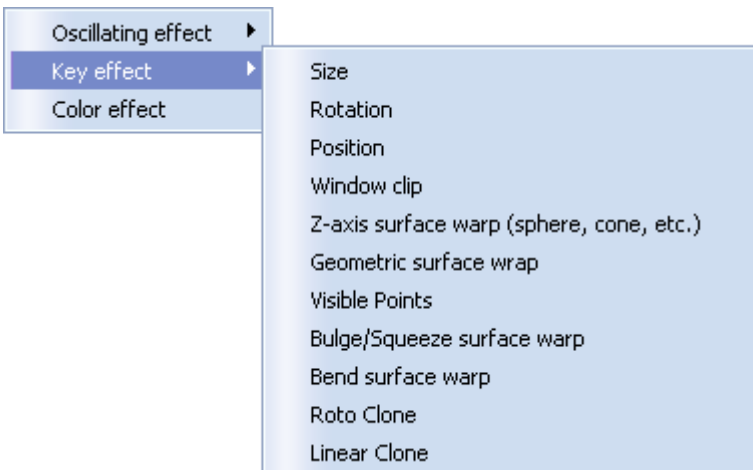 Oscillating effect
Key effect
Color effect
Size
Rotation
Position
Window clip
Z-axis surface warp (sphere, cone, etc.)
Geometric surface wrap
Visible Points
Bulge/Squeeze surface warp
Bend surface warp
Roto Clone
Linear Clone